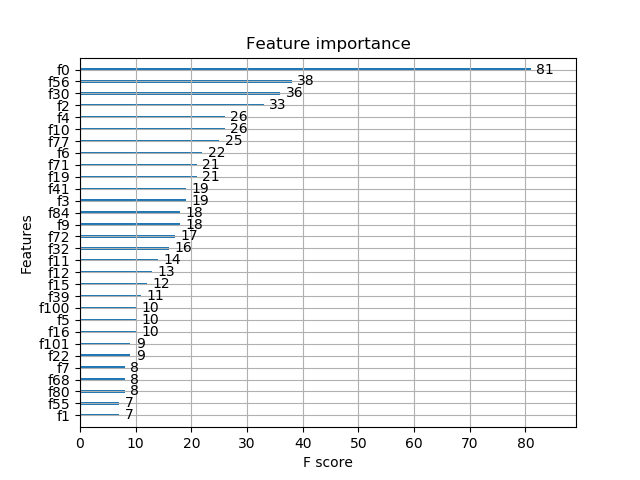 Feature importance
f0 81
f56 38
f30 36
f2 33
f4 26
f10 26
f77 25
f6 22
f71 21
f19 21
f41 19
f3 19
f84 18
f9 18
f72 17
f32 16
f11 14
f12 13
f15 12
f39 11
f100 10
f5 10
f16 10
f101 9
f22 9
f7 8
f68 8
f80 8
f55 7
f1 7
Features
0 10 20 30 40 50 60 70 80
F score